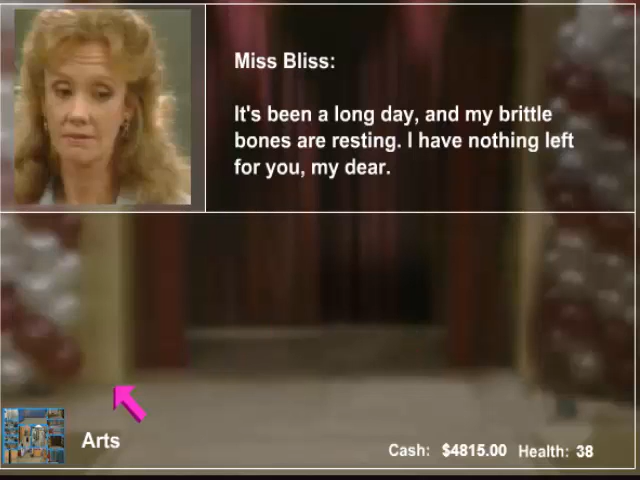 Miss Bliss:
It's been a long day, and my brittle
bones are resting. I have nothing left
for you, my dear.
Arts
Cash: $4815.00 Health: 38